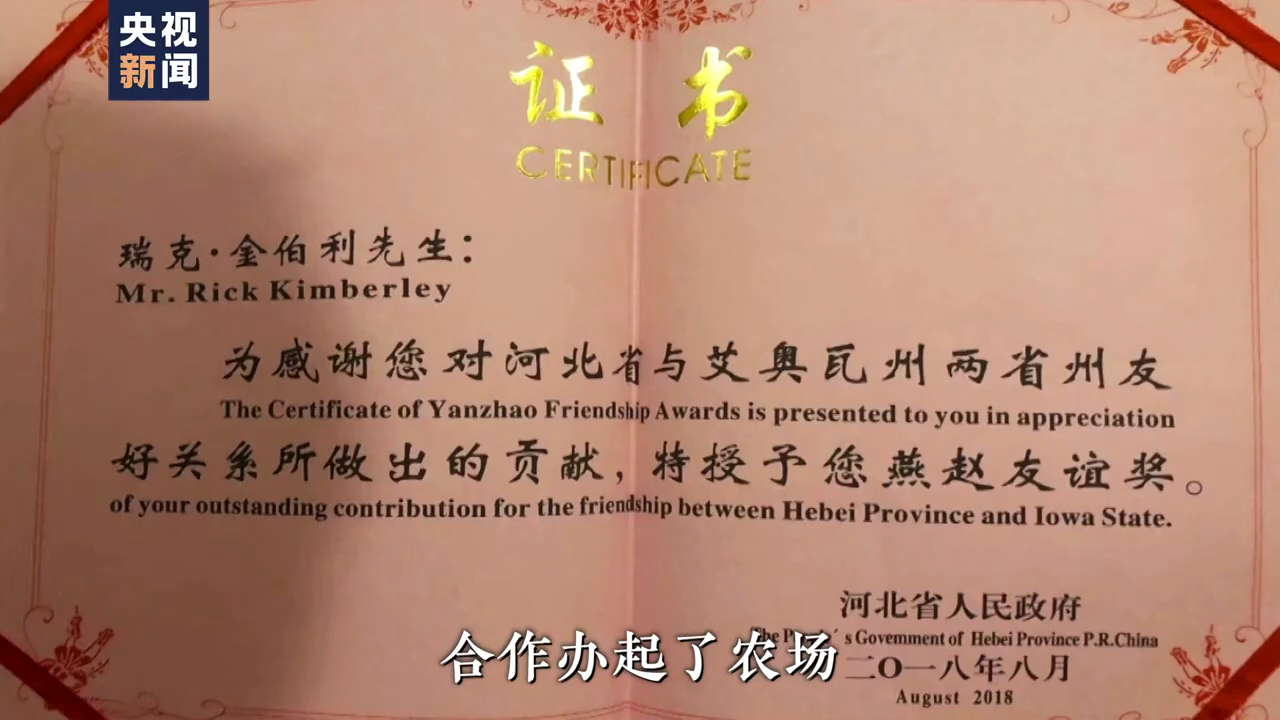 央视
新闻
证书
CERTIFICATE
瑞克·金伯利先生：
Mr. Rick Kimberley
为感谢您对河北省与艾奥瓦州两省州友
The Certificate of Yanzhao Friendship Awards is presented to you in appreciation
好关系所做出的贡献，特授予您燕赵友谊奖。
of your outstanding contribution for the friendship between Hebei Province and Iowa State.
河北省人民政府
The People's Govemment of Hebei Province P.R.China
二〇一八年八月
August 2018
合作办起了农场